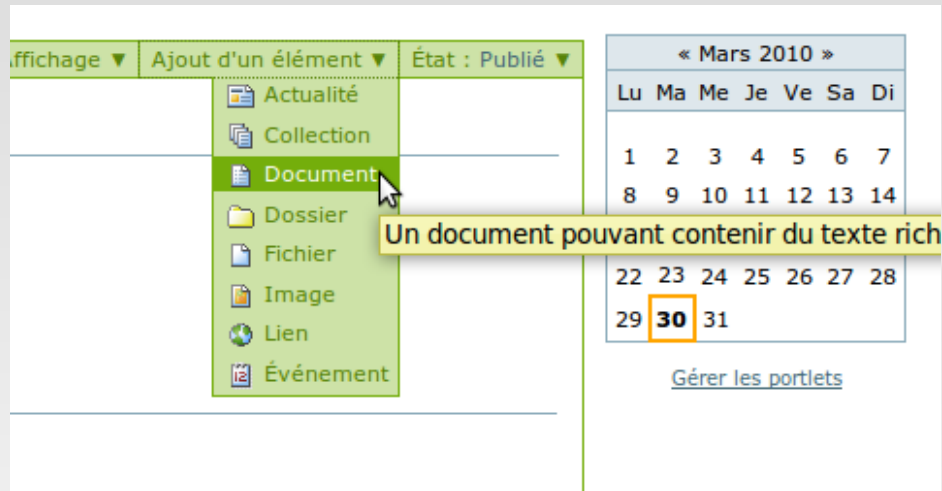 Affichage ▼ Ajout d'un élément ▼ État : Publié ▼
Actualité
Collection
Document
Dossier
Fichier
Image
Lien
Événement
Un document pouvant contenir du texte rich
« Mars 2010 »
Lu Ma Me Je Ve Sa Di
1 2 3 4 5 6 7
8 9 10 11 12 13 14
22 23 24 25 26 27 28
29 30 31
Gérer les portlets